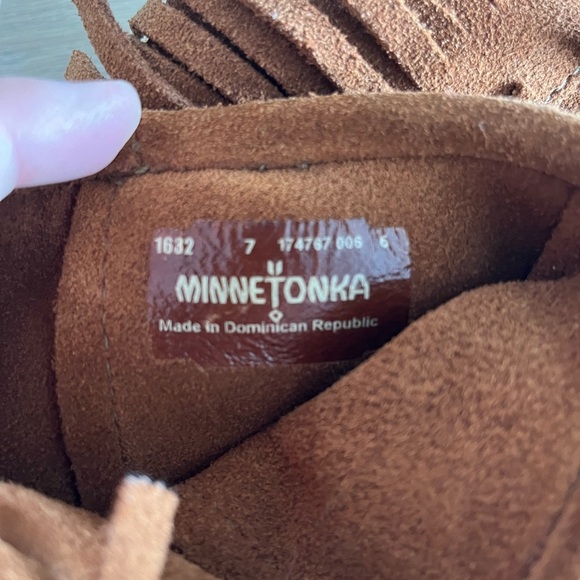 1632 7 174767 006 6
MINNETONKA
Made in Dominican Republic